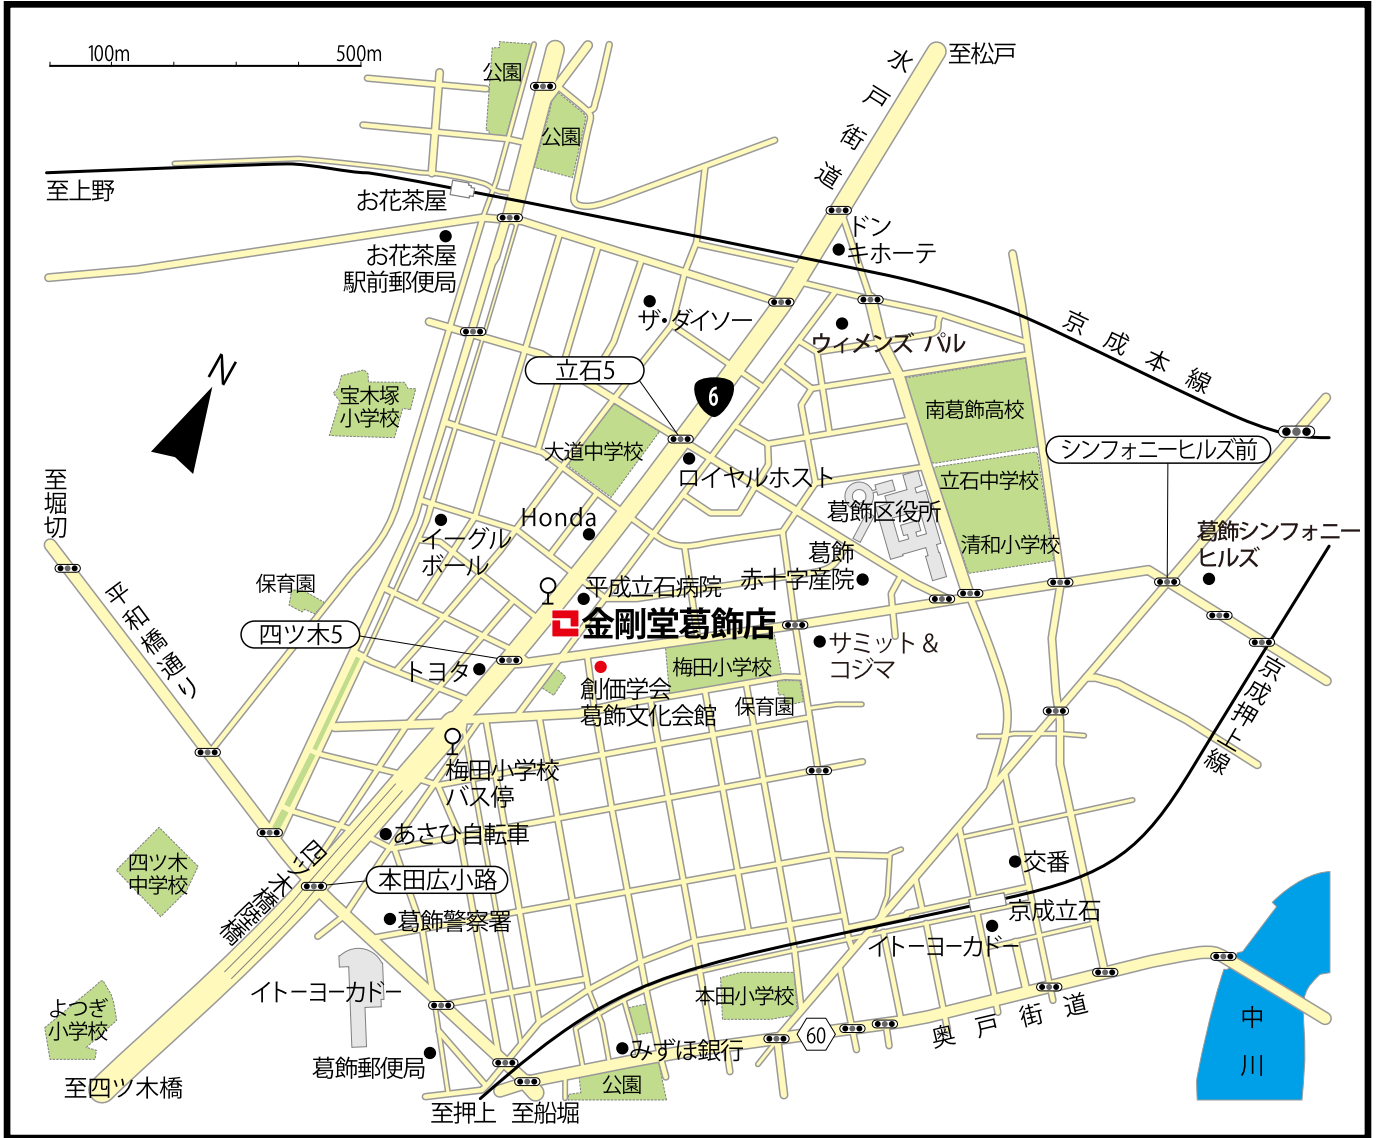 100m
500m
公園
公園
水戸街道
至松戸
至上野
お花茶屋
お花茶屋
駅前郵便局
ドン
キホーテ
ザ・ダイソー
ウィメンズ パル
京成本線
N
立石5
6
宝木塚
小学校
南葛飾高校
大道中学校
シンフォニーヒルズ前
ロイヤルホスト
立石中学校
至堀切
葛飾区役所
Honda
イーグル
ボール
清和小学校
葛飾シンフォニー
ヒルズ
葛飾
赤十字産院
保育園
平成立石病院
平和橋通り
金剛堂葛飾店
四ツ木5
トヨタ
サミット &
コジマ
梅田小学校
創価学会
葛飾文化会館
保育園
京成押上線
梅田小学校
バス停
あさひ自転車
四ツ木橋陸橋
四ツ木
中学校
本田広小路
交番
京成立石
葛飾警察署
イトーヨーカドー
イトーヨーカドー
本田小学校
よつぎ
小学校
奥戸街道
60
中川
みずほ銀行
葛飾郵便局
公園
至四ツ木橋
至押上
至船堀